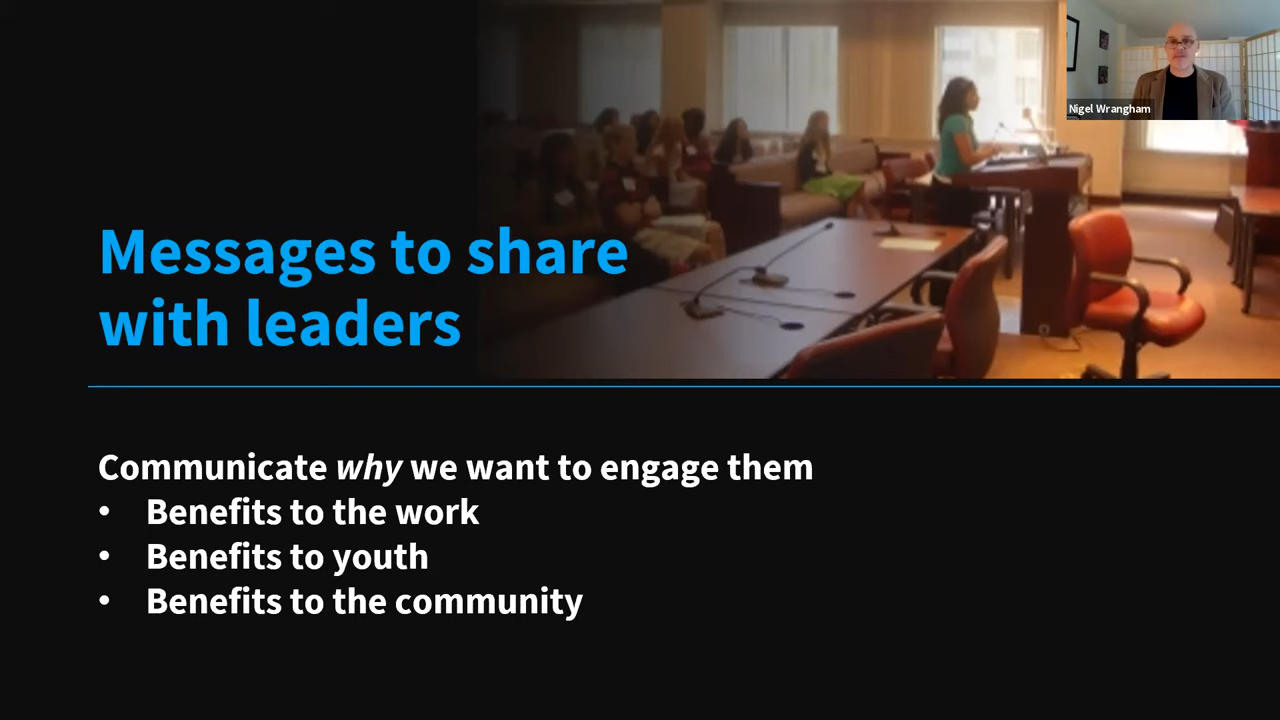 Nigel Wrangham
Messages to share
with leaders
Communicate why we want to engage them
• Benefits to the work
• Benefits to youth
• Benefits to the community